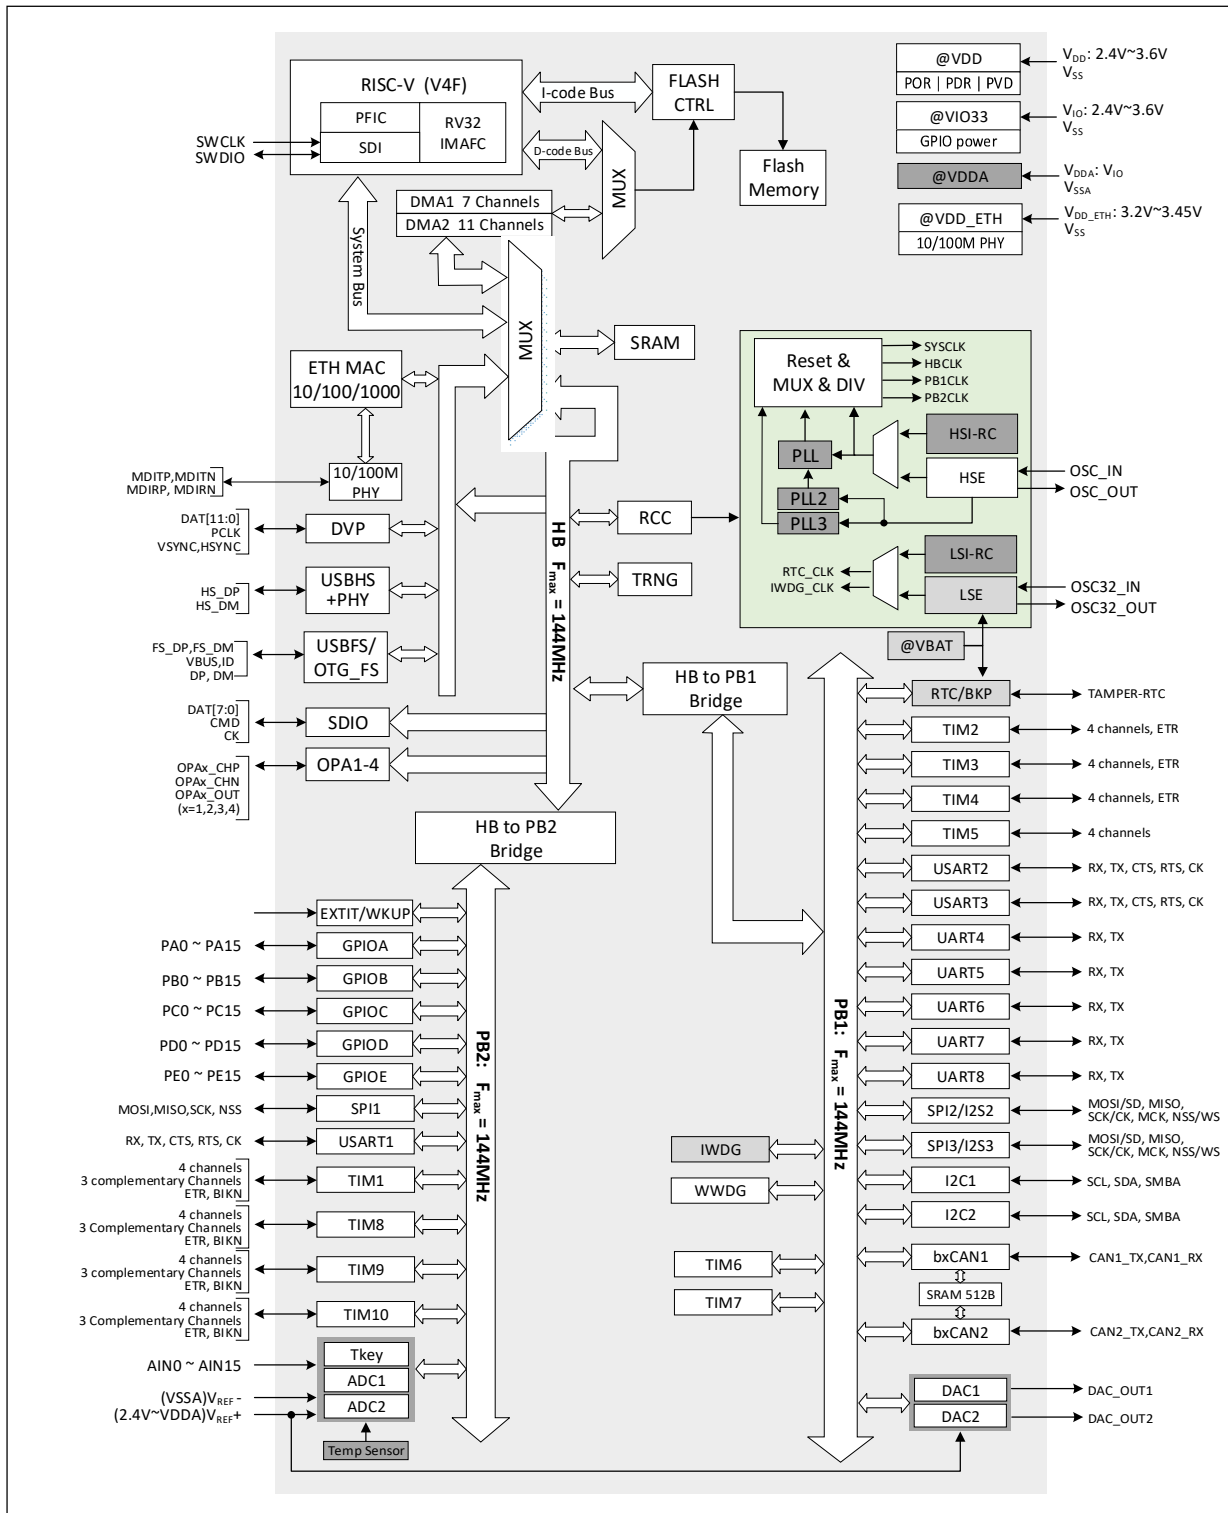 RISC-V (V4F)
PFIC
SDI
RV32
IMAFC
SWCLK
SWDIO
I-code Bus
D-code Bus
FLASH
CTRL
Flash
Memory
MUX
DMA1 7 Channels
DMA2 11 Channels
System Bus
MUX
SRAM
@VDD
POR | PDR | PVD
VDD: 2.4V~3.6V
VSS
@VIO33
GPIO power
VIO: 2.4V~3.6V
VSS
@VDDA
VDDA: VIO
VSSA
@VDD_ETH
10/100M PHY
VDD_ETH: 3.2V~3.45V
VSS
ETH MAC
10/100/1000
10/100M
PHY
MDITP,MDITN
MDIRP, MDIRN
DVP
DAT[11:0]
PCLK
VSYNC,HSYNC
USBHS
+PHY
HS_DP
HS_DM
USBFS/
OTG_FS
FS_DP,FS_DM
VBUS,ID
DP, DM
SDIO
DAT[7:0]
CMD
CK
OPA1-4
OPAx_CHP
OPAx_CHN
OPAx_OUT
(x=1,2,3,4)
HB Fmax = 144MHz
RCC
TRNG
Reset &
MUX & DIV
SYSCLK
HBCLK
PB1CLK
PB2CLK
PLL
PLL2
PLL3
HSI-RC
HSE
OSC_IN
OSC_OUT
LSI-RC
LSE
RTC_CLK
IWDG_CLK
OSC32_IN
OSC32_OUT
@VBAT
HB to PB1
Bridge
HB to PB2
Bridge
RTC/BKP
TAMPER-RTC
TIM2
4 channels, ETR
TIM3
4 channels, ETR
TIM4
4 channels, ETR
TIM5
4 channels
USART2
RX, TX, CTS, RTS, CK
USART3
RX, TX, CTS, RTS, CK
UART4
RX, TX
UART5
RX, TX
UART6
RX, TX
UART7
RX, TX
UART8
RX, TX
SPI2/I2S2
MOSI/SD, MISO,
SCK/CK, MCK, NSS/WS
SPI3/I2S3
MOSI/SD, MISO,
SCK/CK, MCK, NSS/WS
I2C1
SCL, SDA, SMBA
I2C2
SCL, SDA, SMBA
bxCAN1
CAN1_TX,CAN1_RX
SRAM 512B
bxCAN2
CAN2_TX,CAN2_RX
DAC1
DAC_OUT1
DAC2
DAC_OUT2
PB1: Fmax = 144MHz
IWDG
WWDG
TIM6
TIM7
PB2: Fmax = 144MHz
EXTIT/WKUP
PA0 ~ PA15
GPIOA
PB0 ~ PB15
GPIOB
PC0 ~ PC15
GPIOC
PD0 ~ PD15
GPIOD
PE0 ~ PE15
GPIOE
MOSI,MISO,SCK, NSS
SPI1
RX, TX, CTS, RTS, CK
USART1
4 channels
3 complementary Channels
ETR, BIKN
TIM1
4 channels
3 Complementary Channels
ETR, BIKN
TIM8
4 channels
3 complementary Channels
ETR, BIKN
TIM9
4 channels
3 Complementary Channels
ETR, BIKN
TIM10
AIN0 ~ AIN15
Tkey
ADC1
ADC2
(VSSA)VREF -
(2.4V~VDDA)VREF+
Temp Sensor